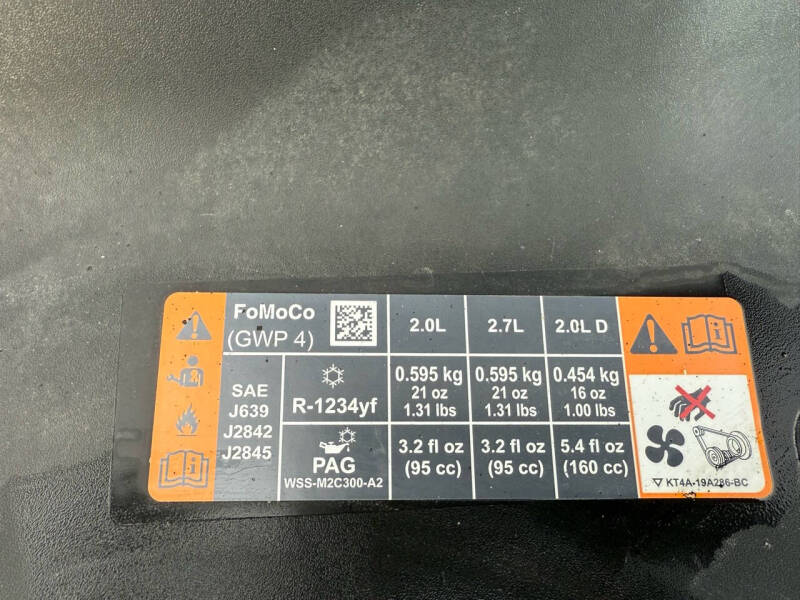 FoMoCo
(GWP 4)
2.0L
2.7L
2.0L D
SAE
J639
J2842
J2845
R-1234yf
0.595 kg
21 oz
1.31 lbs
0.595 kg
21 oz
1.31 lbs
0.454 kg
16 oz
1.00 lbs
PAG
WSS-M2C300-A2
3.2 fl oz
(95 cc)
3.2 fl oz
(95 cc)
5.4 fl oz
(160 cc)
KT4A-19A286-BC